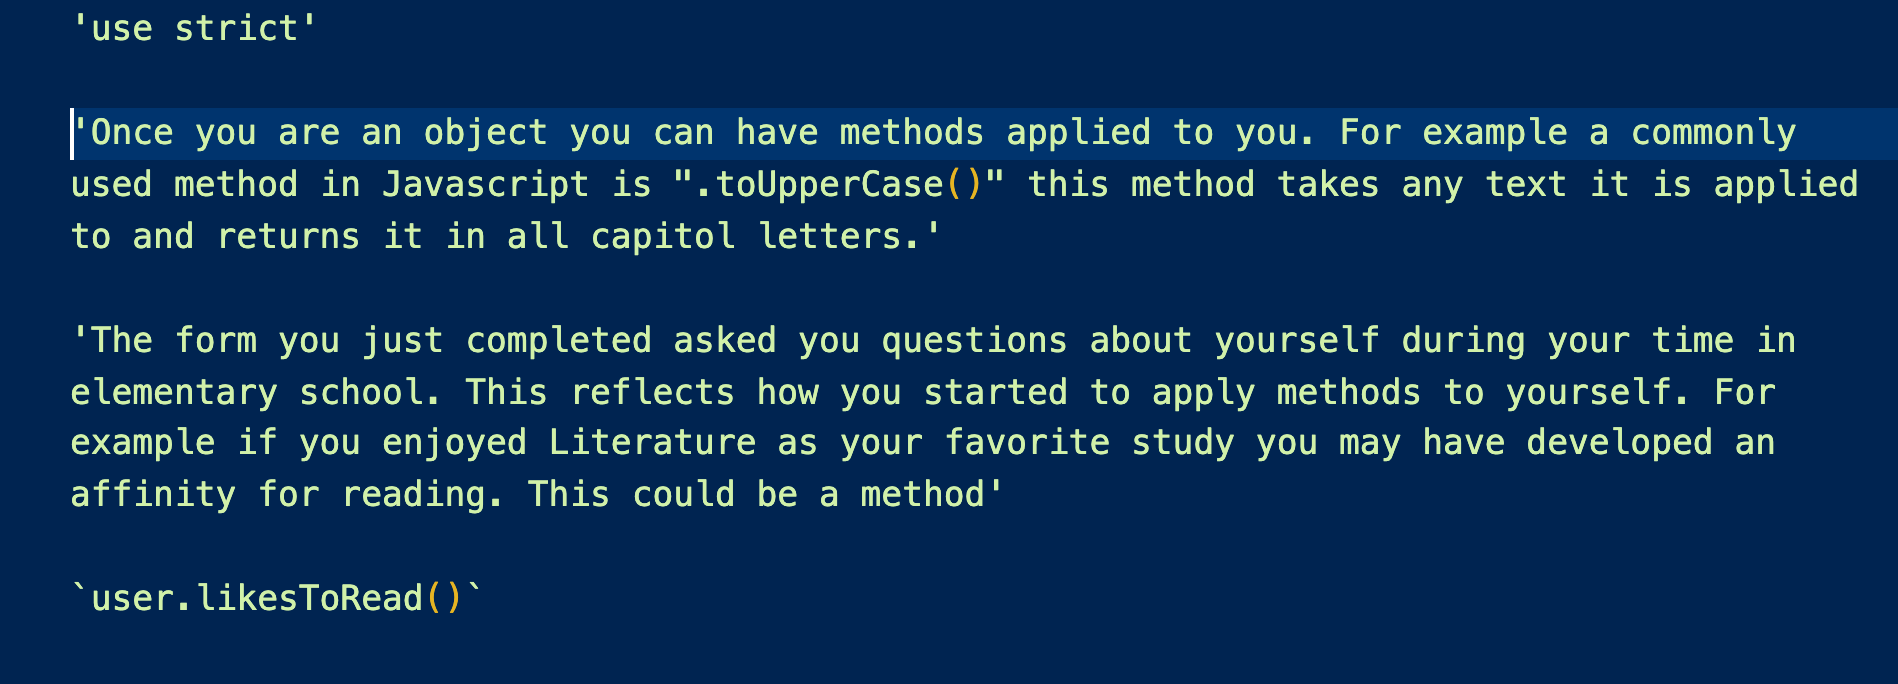 'use strict'
'Once you are an object you can have methods applied to you. For example a commonly
used method in Javascript is ".toUpperCase()" this method takes any text it is applied
to and returns it in all capitol letters.'
'The form you just completed asked you questions about yourself during your time in
elementary school. This reflects how you started to apply methods to yourself. For
example if you enjoyed Literature as your favorite study you may have developed an
affinity for reading. This could be a method'
`user.likesToRead()`